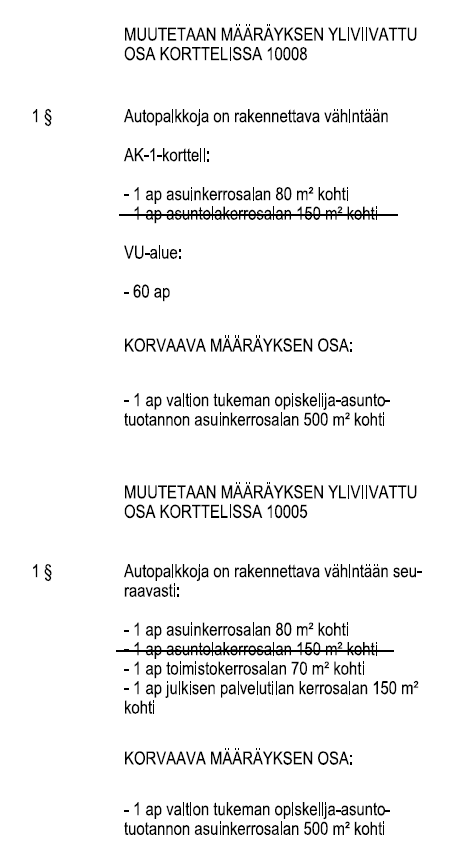 MUUTETAAN MÄÄRÄYKSEN YLIVIIVATTU
OSA KORTTELISSA 10008
1 § Autopaikkoja on rakennettava vähintään
AK-1-kortteli:
- 1 ap asuinkerrosalan 80 m² kohti
- 1 ap asuntolakerrosalan 150 m² kohti
VU-alue:
- 60 ap
KORVAAVA MÄÄRÄYKSEN OSA:
- 1 ap valtion tukeman opiskelija-asunto-
tuotannon asuinkerrosalan 500 m² kohti
MUUTETAAN MÄÄRÄYKSEN YLIVIIVATTU
OSA KORTTELISSA 10005
1 § Autopaikkoja on rakennettava vähintään seu-
raavasti:
- 1 ap asuinkerrosalan 80 m² kohti
- 1 ap asuntolakerrosalan 150 m² kohti
- 1 ap toimistokerrosalan 70 m² kohti
- 1 ap julkisen palvelutilan kerrosalan 150 m²
kohti
KORVAAVA MÄÄRÄYKSEN OSA:
- 1 ap valtion tukeman opiskelija-asunto-
tuotannon asuinkerrosalan 500 m² kohti